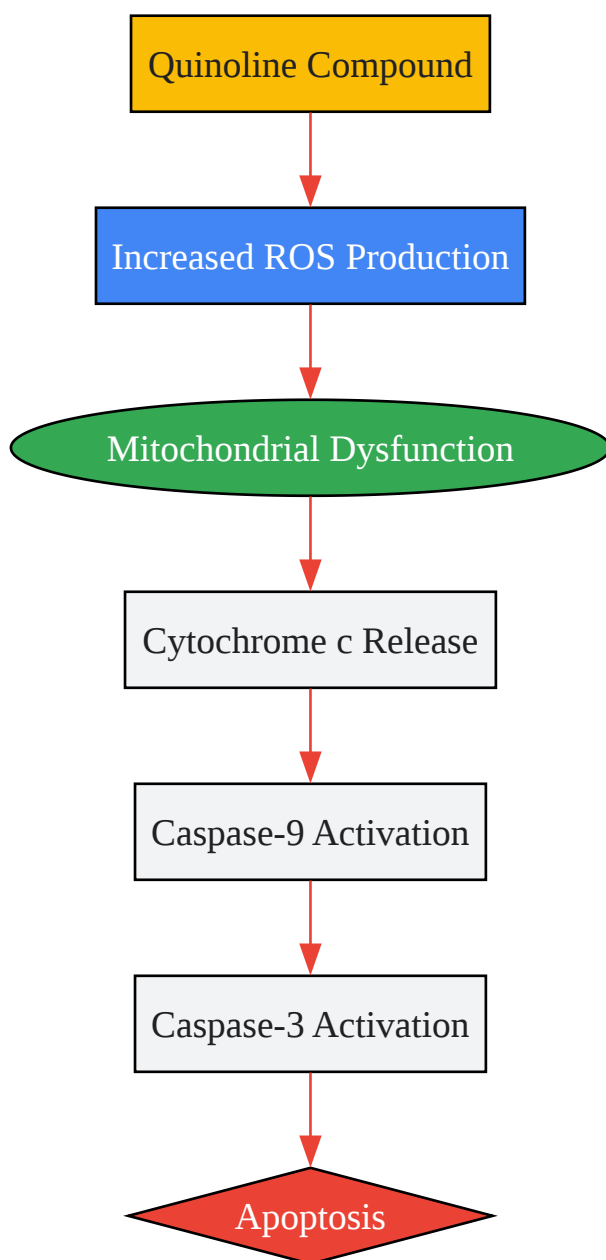 Quinoline Compound
Increased ROS Production
Mitochondrial Dysfunction
Cytochrome c Release
Caspase-9 Activation
Caspase-3 Activation
Apoptosis